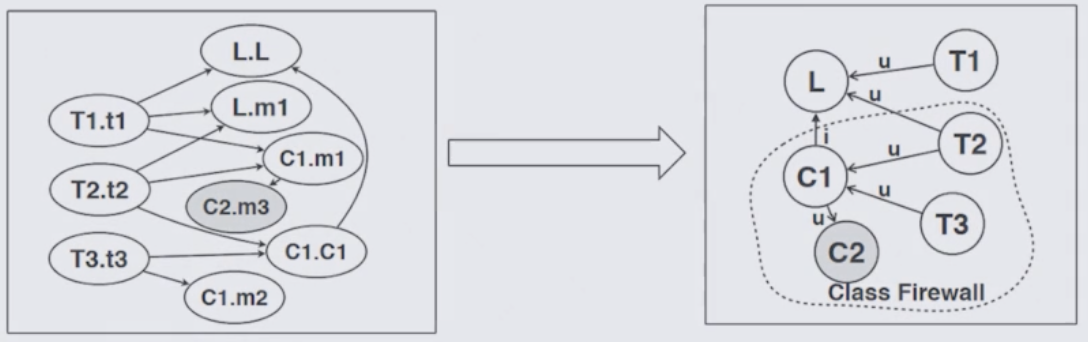 L.L
L.m1
T1.t1
C1.m1
T2.t2
C2.m3
T3.t3
C1.C1
C1.m2
L
u
T1
u
i
u
T2
C1
u
T3
u
C2
Class Firewall